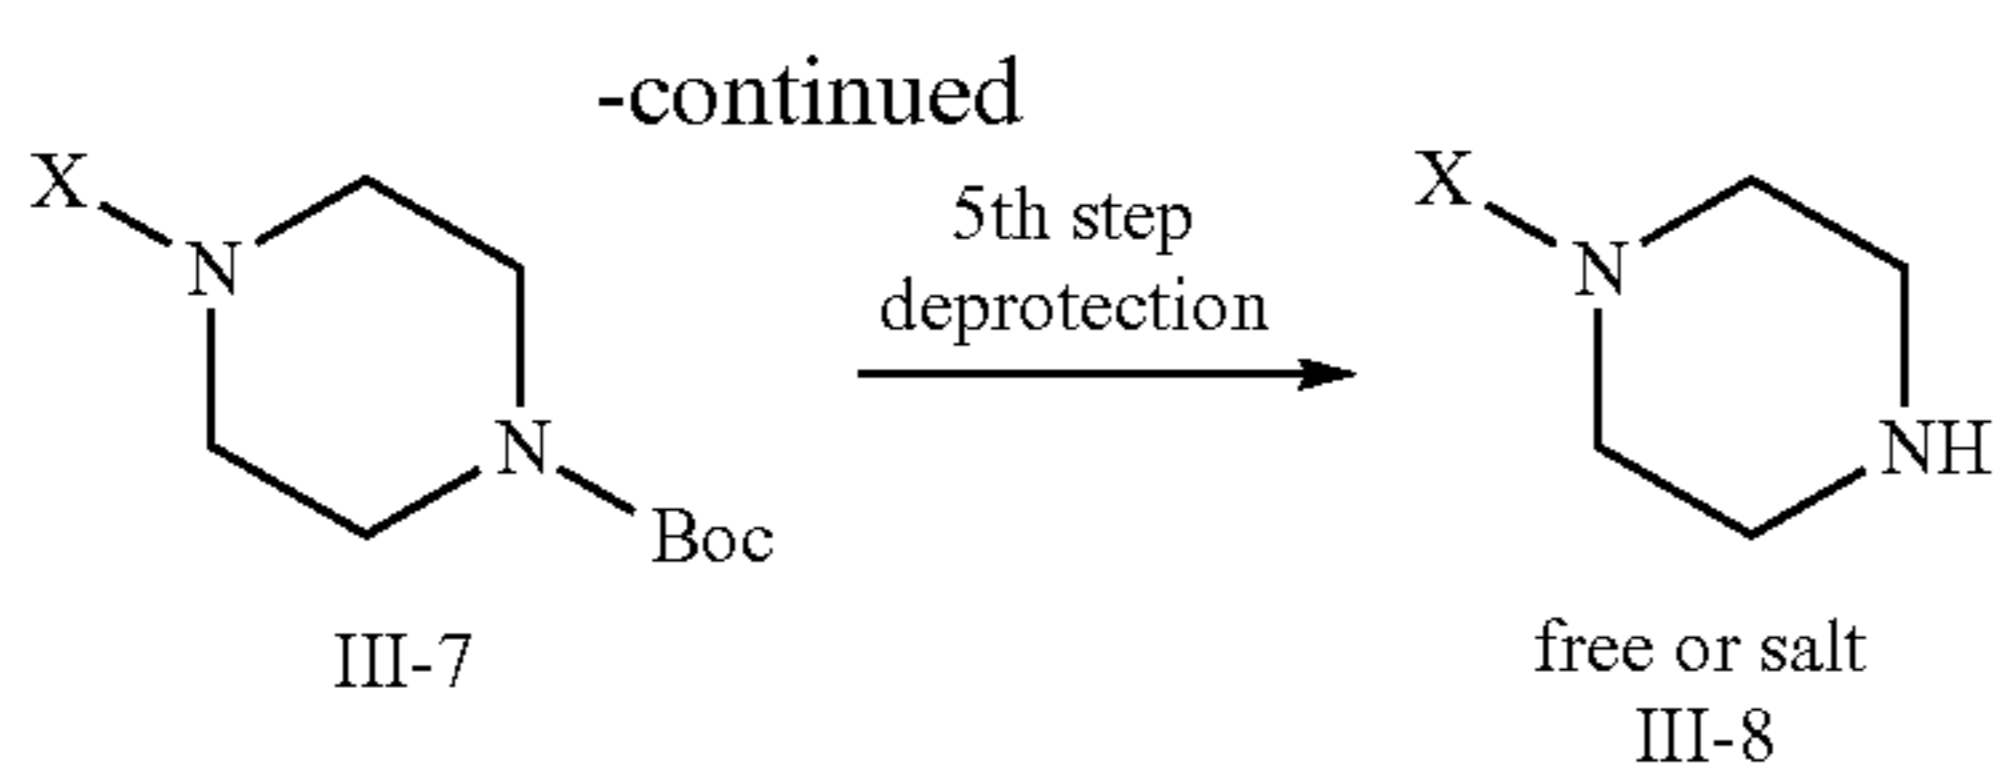 -continued
X
N
N
Boc
III-7
5th step
deprotection
X
N
NH
free or salt
III-8